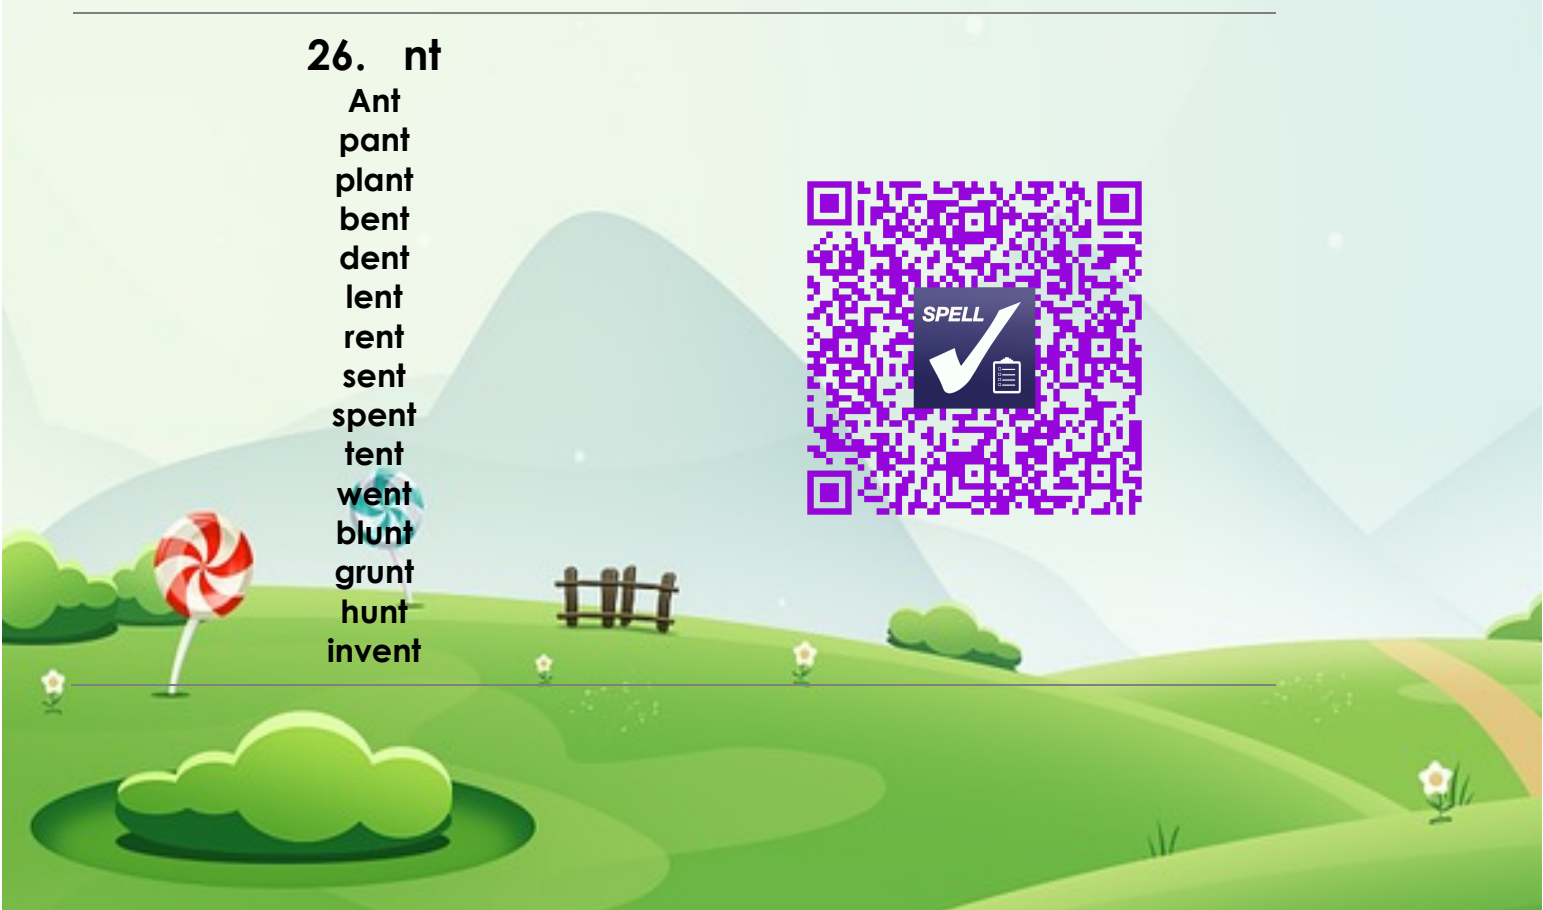 26. nt
Ant
pant
plant
bent
dent
lent
rent
sent
spent
tent
went
blunt
grunt
hunt
invent
SPELL